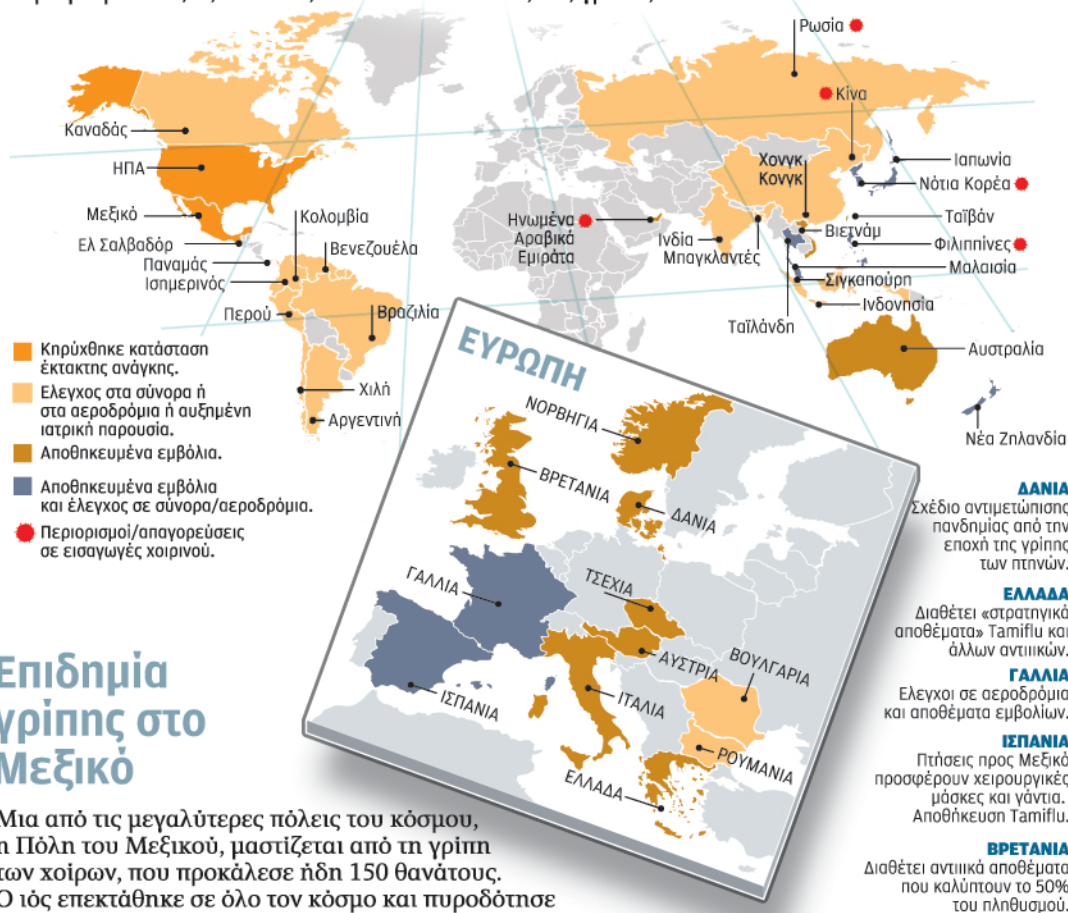 Ρωσία
Κίνα
Καναδάς
ΗΠΑ
Μεξικό
Ελ Σαλβαδόρ
Παναμάς
Ισημερινός
Περού
Κολομβία
Βενεζουέλα
Βραζιλία
Χιλή
Αργεντινή
Ηνωμένα
Αραβικά
Εμιράτα
Ινδία
Μπαγκλαντές
Χονγκ
Κονγκ
Ιαπωνία
Νότια Κορέα
Ταϊβάν
Βιετνάμ
Φιλιππίνες
Μαλαισία
Σιγκαπούρη
Ινδονησία
Ταϊλάνδη
Αυστραλία
Νέα Ζηλανδία
Κηρύχθηκε κατάσταση
έκτακτης ανάγκης.
Ελεγχος στα σύνορα ή
στα αεροδρόμια ή αυξημένη
ιατρική παρουσία.
Αποθηκευμένα εμβόλια.
Αποθηκευμένα εμβόλια
και έλεγχος σε σύνορα/αεροδρόμια.
Περιορισμοί/απαγορεύσεις
σε εισαγωγές χοιρινού.
ΕΥΡΩΠΗ
ΝΟΡΒΗΓΙΑ
ΒΡΕΤΑΝΙΑ
ΔΑΝΙΑ
ΓΑΛΛΙΑ
ΤΣΕΧΙΑ
ΑΥΣΤΡΙΑ
ΒΟΥΛΓΑΡΙΑ
ΙΣΠΑΝΙΑ
ΙΤΑΛΙΑ
ΡΟΥΜΑΝΙΑ
ΕΛΛΑΔΑ
ΔΑΝΙΑ
Σχέδιο αντιμετώπισης
πανδημίας από την
εποχή της γρίπης
των πτηνών.
ΕΛΛΑΔΑ
Διαθέτει «στρατηγικά
αποθέματα» Tamiflu και
άλλων αντιιικών.
ΓΑΛΛΙΑ
Ελεγχοι σε αεροδρόμια
και αποθέματα εμβολίων.
ΙΣΠΑΝΙΑ
Πτήσεις προς Μεξικό
προσφέρουν χειρουργικές
μάσκες και γάντια.
Αποθήκευση Tamiflu.
ΒΡΕΤΑΝΙΑ
Διαθέτει αντιικά αποθέματα
που καλύπτουν το 50%
του πληθυσμού.
Επιδημία
γρίπης στο
Μεξικό
Μια από τις μεγαλύτερες πόλεις του κόσμου,
η Πόλη του Μεξικού, μαστίζεται από τη γρίπη
των χοίρων, που προκάλεσε ήδη 150 θανάτους.
Ο ιός επεκτάθηκε σε όλο τον κόσμο και πυροδότησε